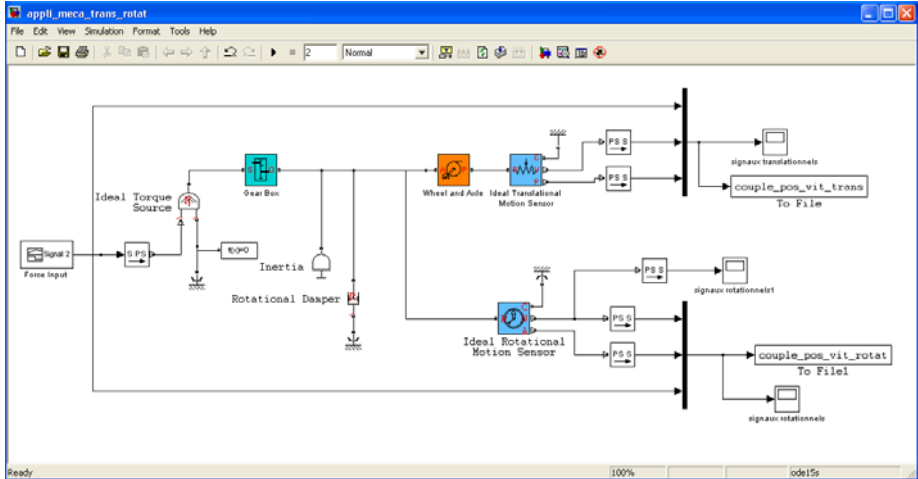 appli_meca_trans_rotat
File Edit View Simulation Format Tools Help
2
Normal
Ideal Torque
Source
Gear Box
Wheel and Axle
Ideal Translational
Motion Sensor
PS S
PS S
signaux translationnels
couple_pos_vit_trans
To File
Signal 2
Force Input
S PS
f(x)=0
Inertia
Rotational Damper
PS S
signaux rotationnels1
Ideal Rotational
Motion Sensor
PS S
PS S
couple_pos_vit_rotat
To File1
signaux rotationnels
Ready
100%
ode15s